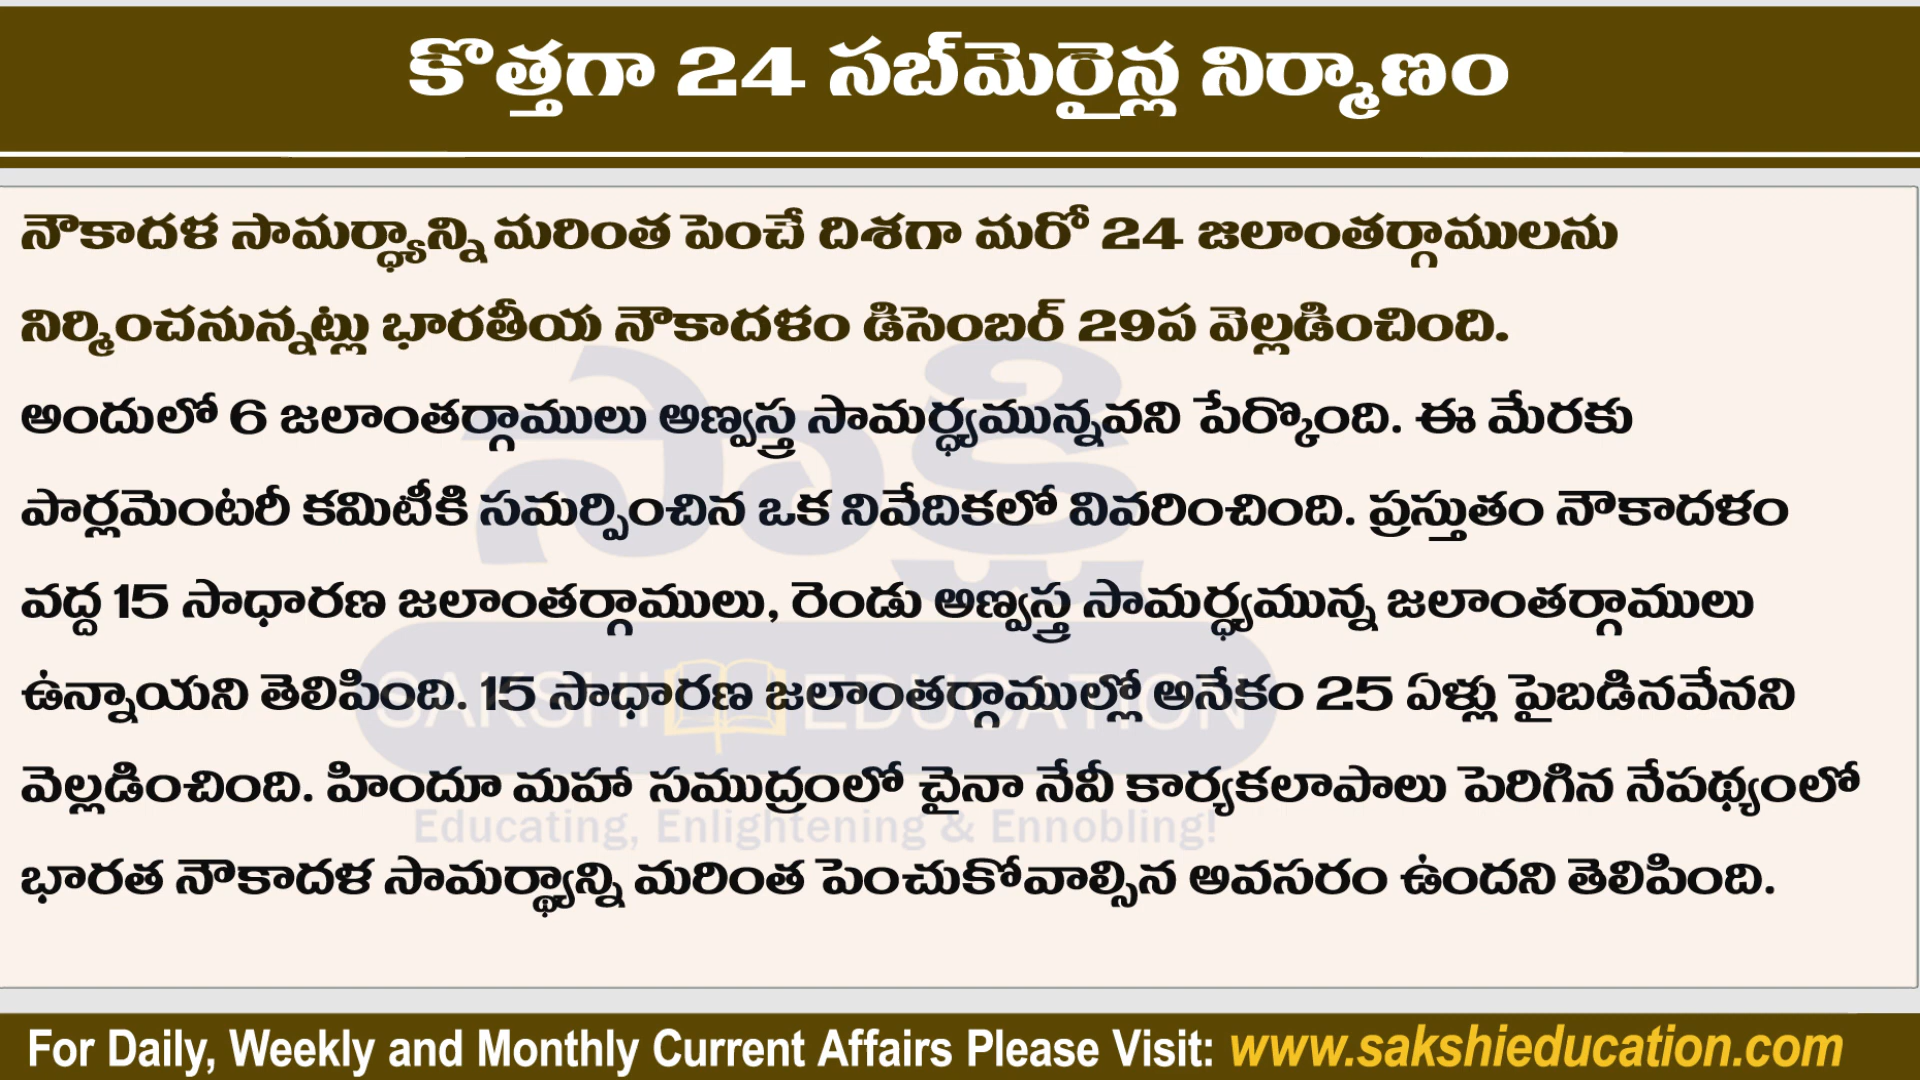 కొత్తగా 24 సబ్‌మెరైన్ల నిర్మాణం
నౌకాదళ సామర్ధ్యాన్ని మరింత పెంచే దిశగా మరో 24 జలాంతర్గాములను
నిర్మించనున్నట్లు భారతీయ నౌకాదళం డిసెంబర్ 29ప వెల్లడించింది.
అందులో 6 జలాంతర్గాములు అణ్వస్త్ర సామర్ధ్యమున్నవని పేర్కొంది. ఈ మేరకు
పార్లమెంటరీ కమిటీకి సమర్పించిన ఒక నివేదికలో వివరించింది. ప్రస్తుతం నౌకాదళం
వద్ద 15 సాధారణ జలాంతర్గాములు, రెండు అణ్వస్త్ర సామర్ధ్యమున్న జలాంతర్గాములు
ఉన్నాయని తెలిపింది. 15 సాధారణ జలాంతర్గాముల్లో అనేకం 25 ఏళ్లు పైబడినవేనని
వెల్లడించింది. హిందూ మహా సముద్రంలో చైనా నేవీ కార్యకలాపాలు పెరిగిన నేపథ్యంలో
భారత నౌకాదళ సామర్థ్యాన్ని మరింత పెంచుకోవాల్సిన అవసరం ఉందని తెలిపింది.
సాక్షి
SAKSHI EDUCATION
Educating, Enlightening & Ennobling!
For Daily, Weekly and Monthly Current Affairs Please Visit: www.sakshieducation.com